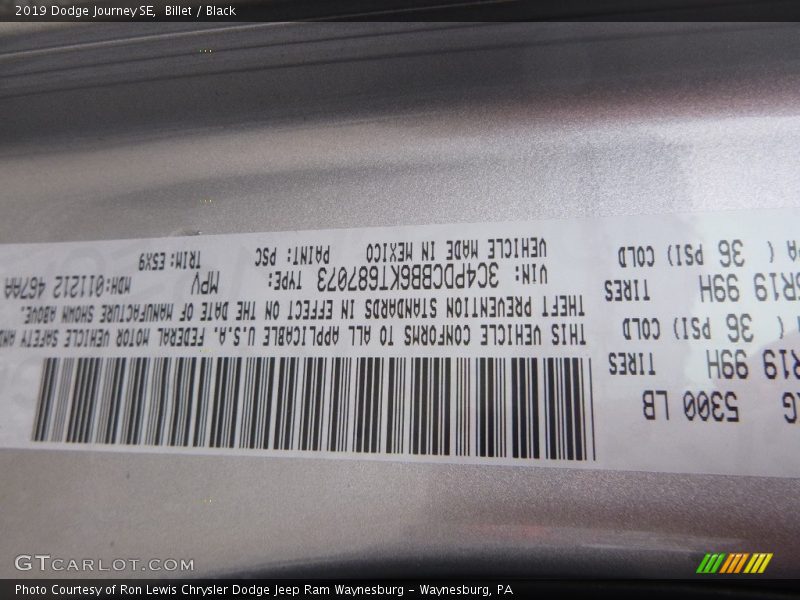 2019 Dodge Journey SE, Billet / Black
5300 LB
R19 99H TIRES
( 36 PSI) COLD
5R19 99H TIRES
PA ( 36 PSI) COLD
THIS VEHICLE CONFORMS TO ALL APPLICABLE U.S.A. FEDERAL MOTOR VEHICLE SAFETY AND
THEFT PREVENTION STANDARDS IN EFFECT ON THE DATE OF MANUFACTURE SHOWN ABOVE.
VIN: 3C4PDCBB6KT687073 TYPE: MPV MDH:011212 467AA
VEHICLE MADE IN MEXICO PAINT: PSC TRIM: E5X9
GTCARLOT.COM
Photo Courtesy of Ron Lewis Chrysler Dodge Jeep Ram Waynesburg – Waynesburg, PA